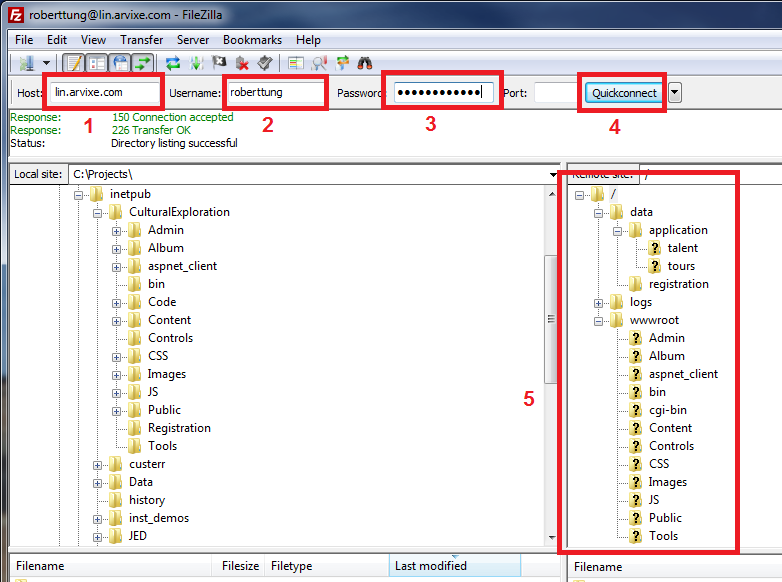 roberttung@lin.arvixe.com - FileZilla
File Edit View Transfer Server Bookmarks Help
Host: lin.arvixe.com Username: roberttung Password: ●●●●●●●●●●●● Port: Quickconnect
1 2 3 4
Response: 150 Connection accepted
Response: 226 Transfer OK
Status: Directory listing successful
Local site: C:\Projects\
inetpub
CulturalExploration
Admin
Album
aspnet_client
bin
Code
Content
Controls
CSS
Images
JS
Public
Registration
Tools
custerr
Data
history
inst_demos
JED
Filename Filesize Filetype Last modified
5
Remote site: /
/
data
application
talent
tours
registration
logs
wwwroot
Admin
Album
aspnet_client
bin
cgi-bin
Content
Controls
CSS
Images
JS
Public
Tools
Filename